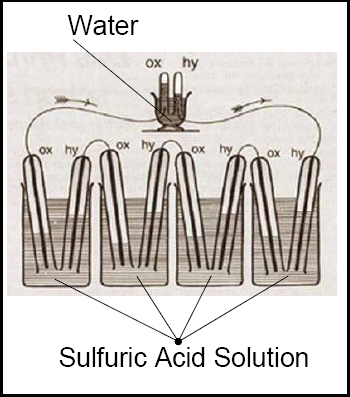 Water
ox hy
ox hy ox hy ox hy ox hy
Sulfuric Acid Solution